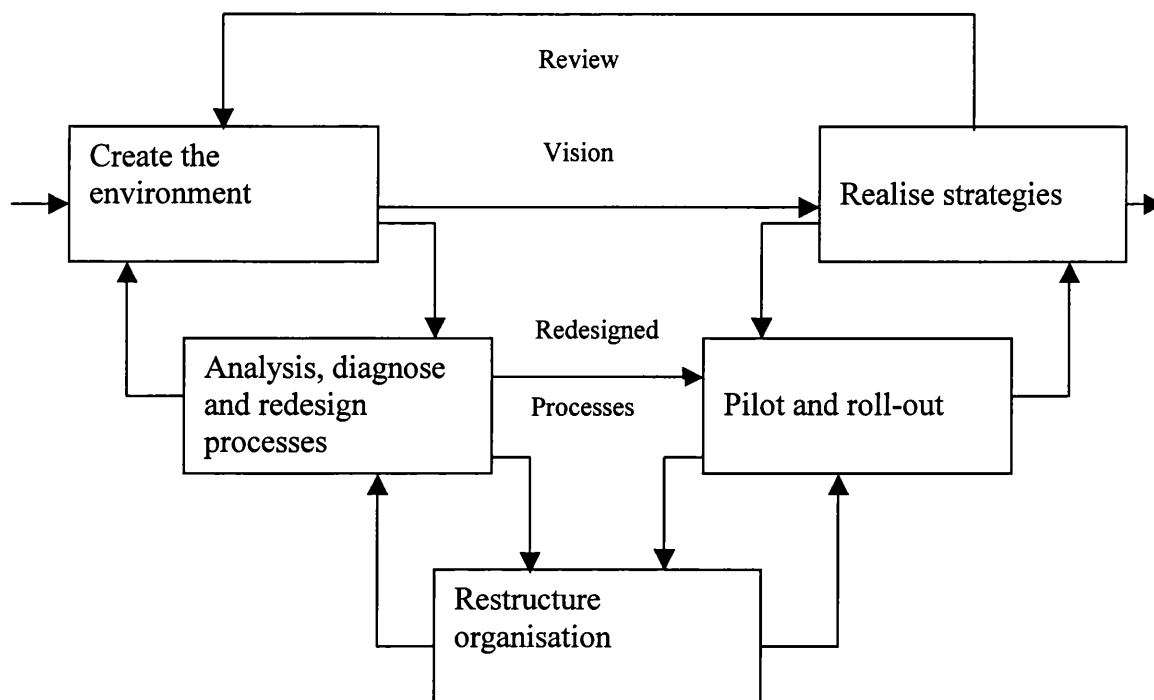 Review
Create the
environment
Vision
Realise strategies
Analysis, diagnose
and redesign
processes
Redesigned
Processes
Pilot and roll-out
Restructure
organisation